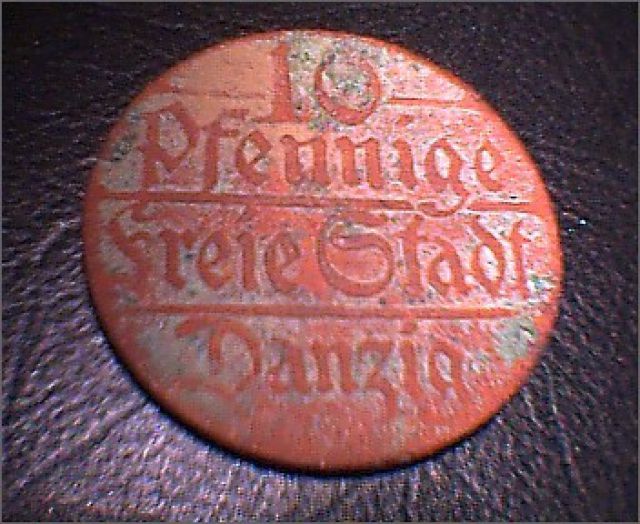 10
Pfennige
Freie Stadt
Danzig